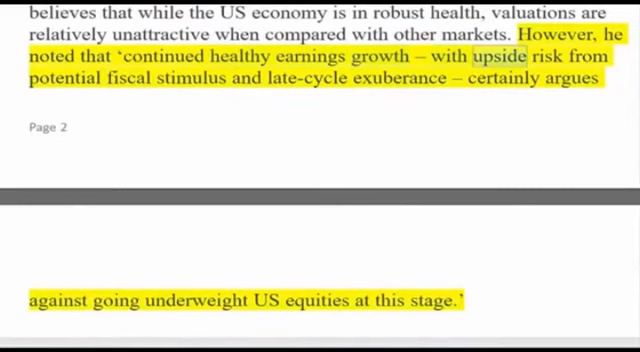 believes that while the US economy is in robust health, valuations are
relatively unattractive when compared with other markets. However, he
noted that ‘continued healthy earnings growth – with upside risk from
potential fiscal stimulus and late-cycle exuberance – certainly argues
Page 2
against going underweight US equities at this stage.’